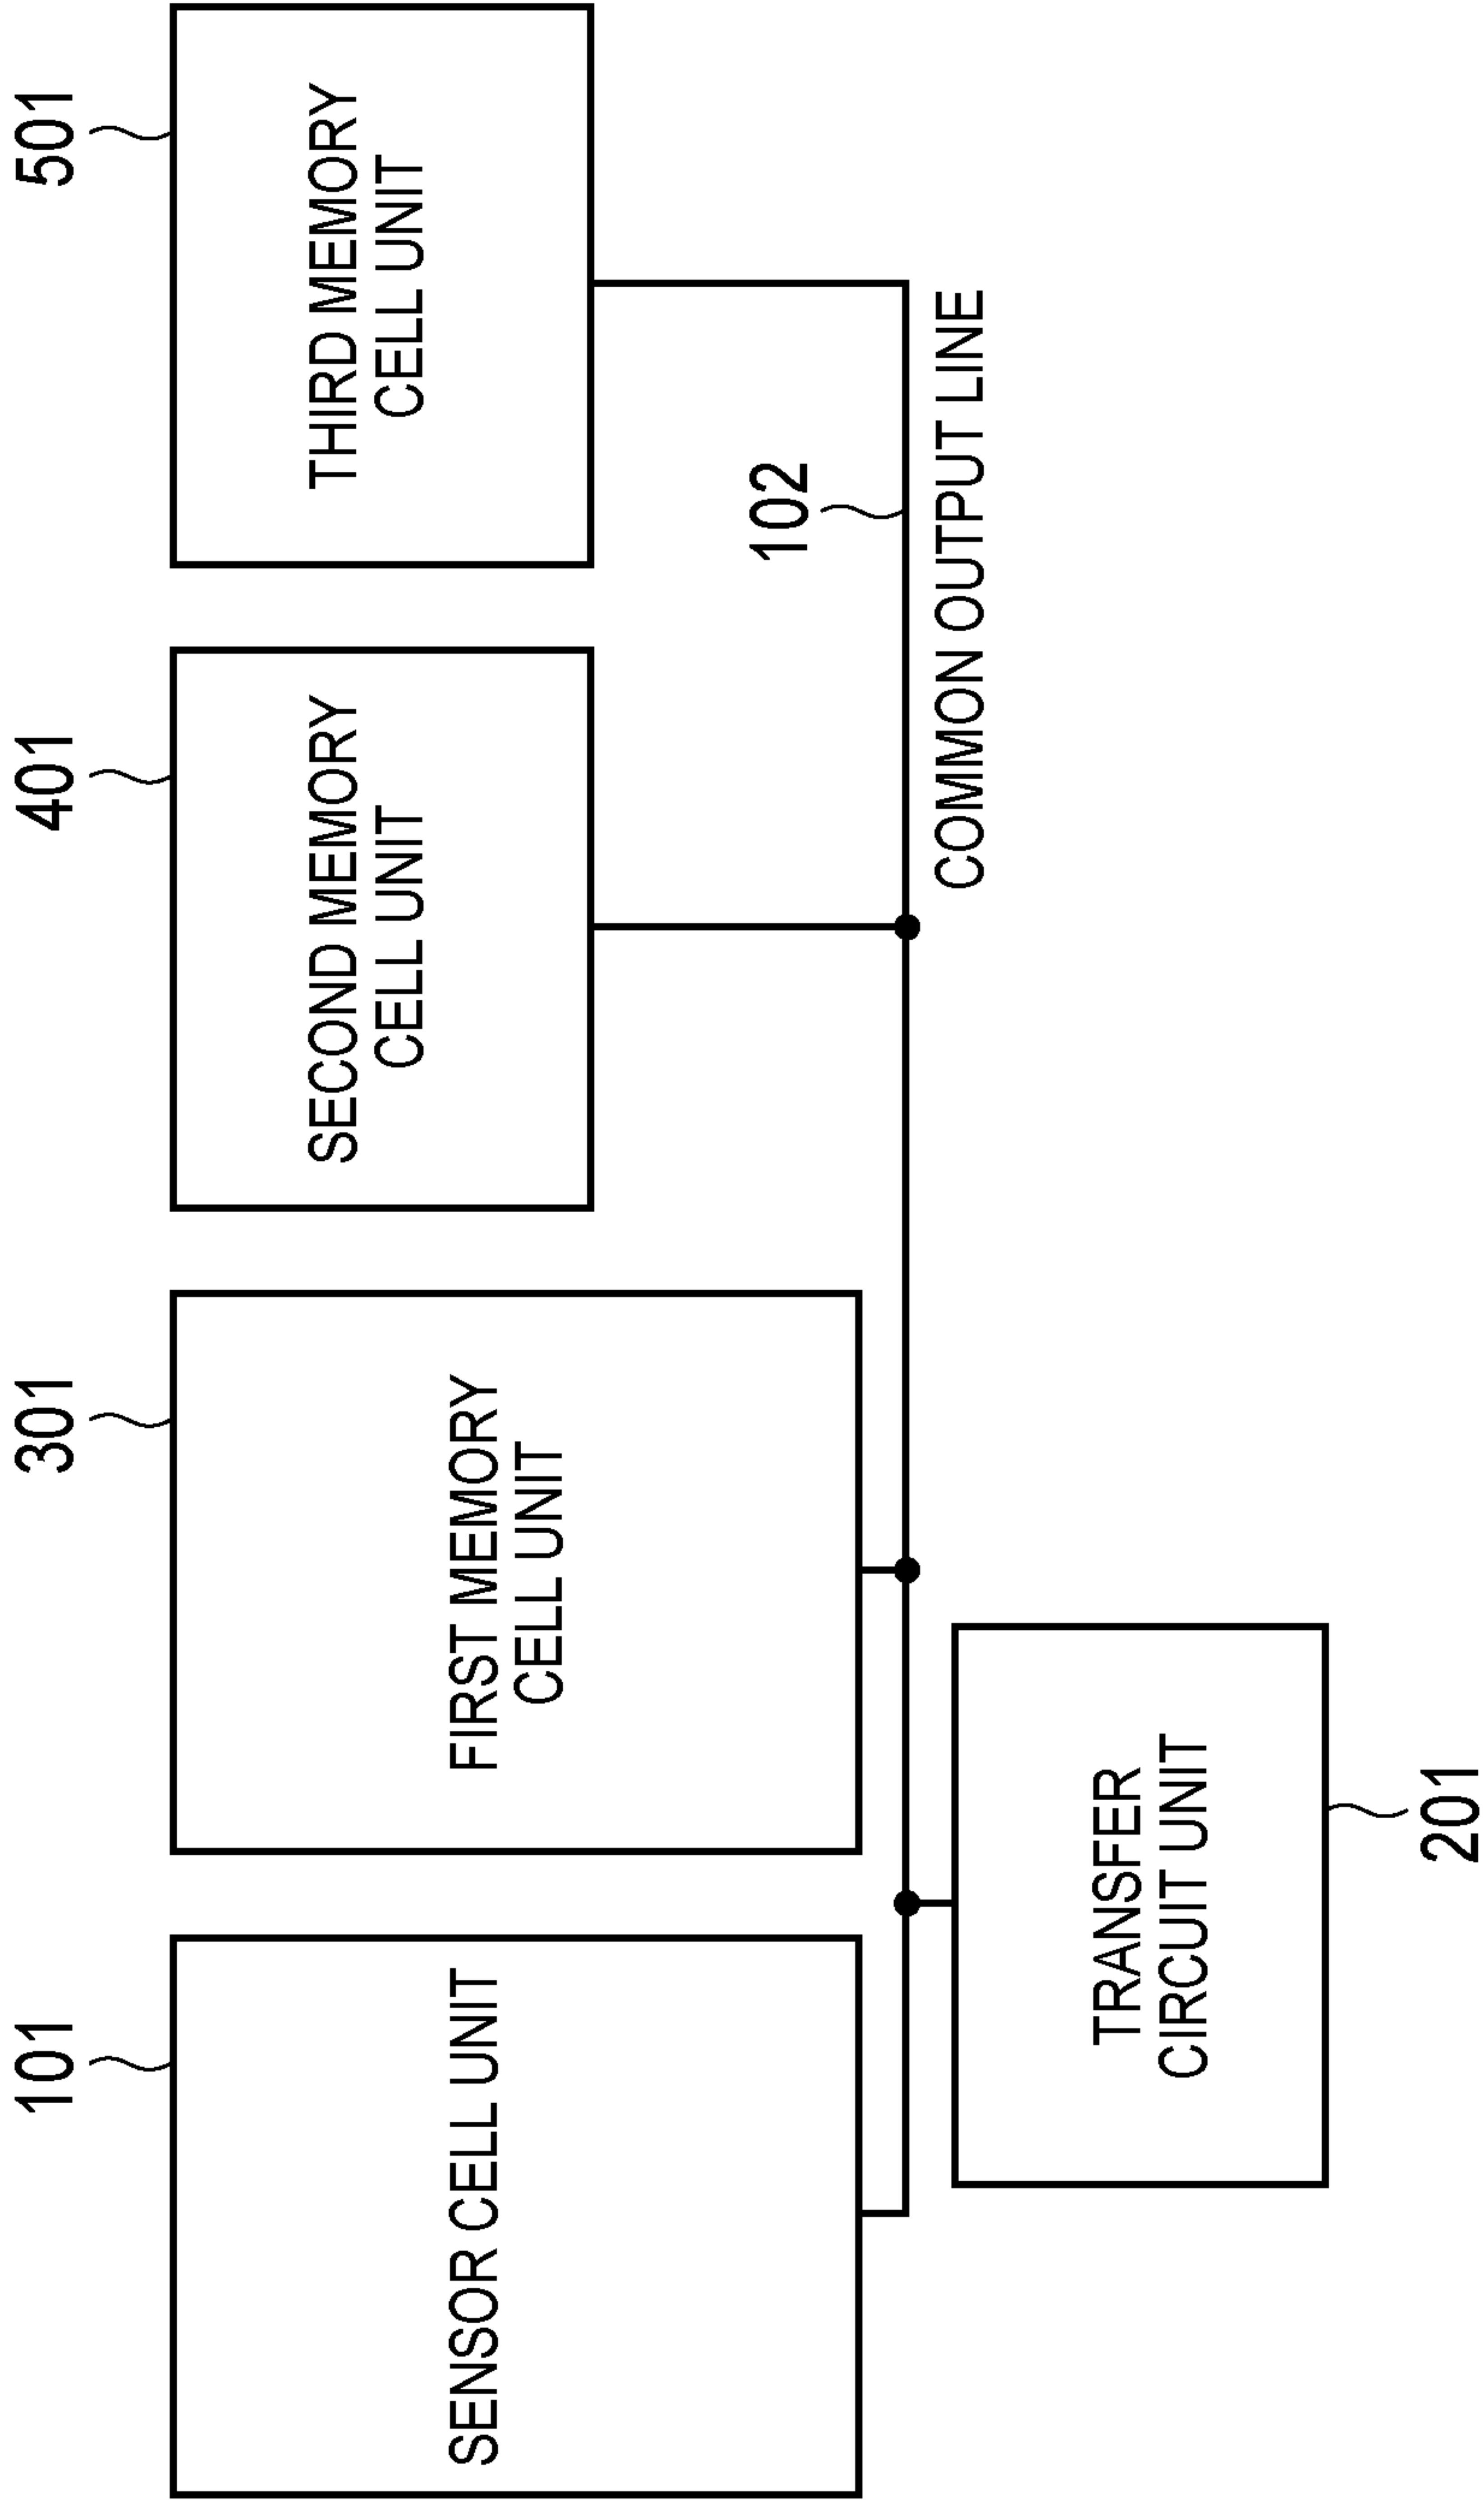 101
SENSOR CELL UNIT
301
FIRST MEMORY
CELL UNIT
401
SECOND MEMORY
CELL UNIT
501
THIRD MEMORY
CELL UNIT
102
COMMON OUTPUT LINE
TRANSFER
CIRCUIT UNIT
201